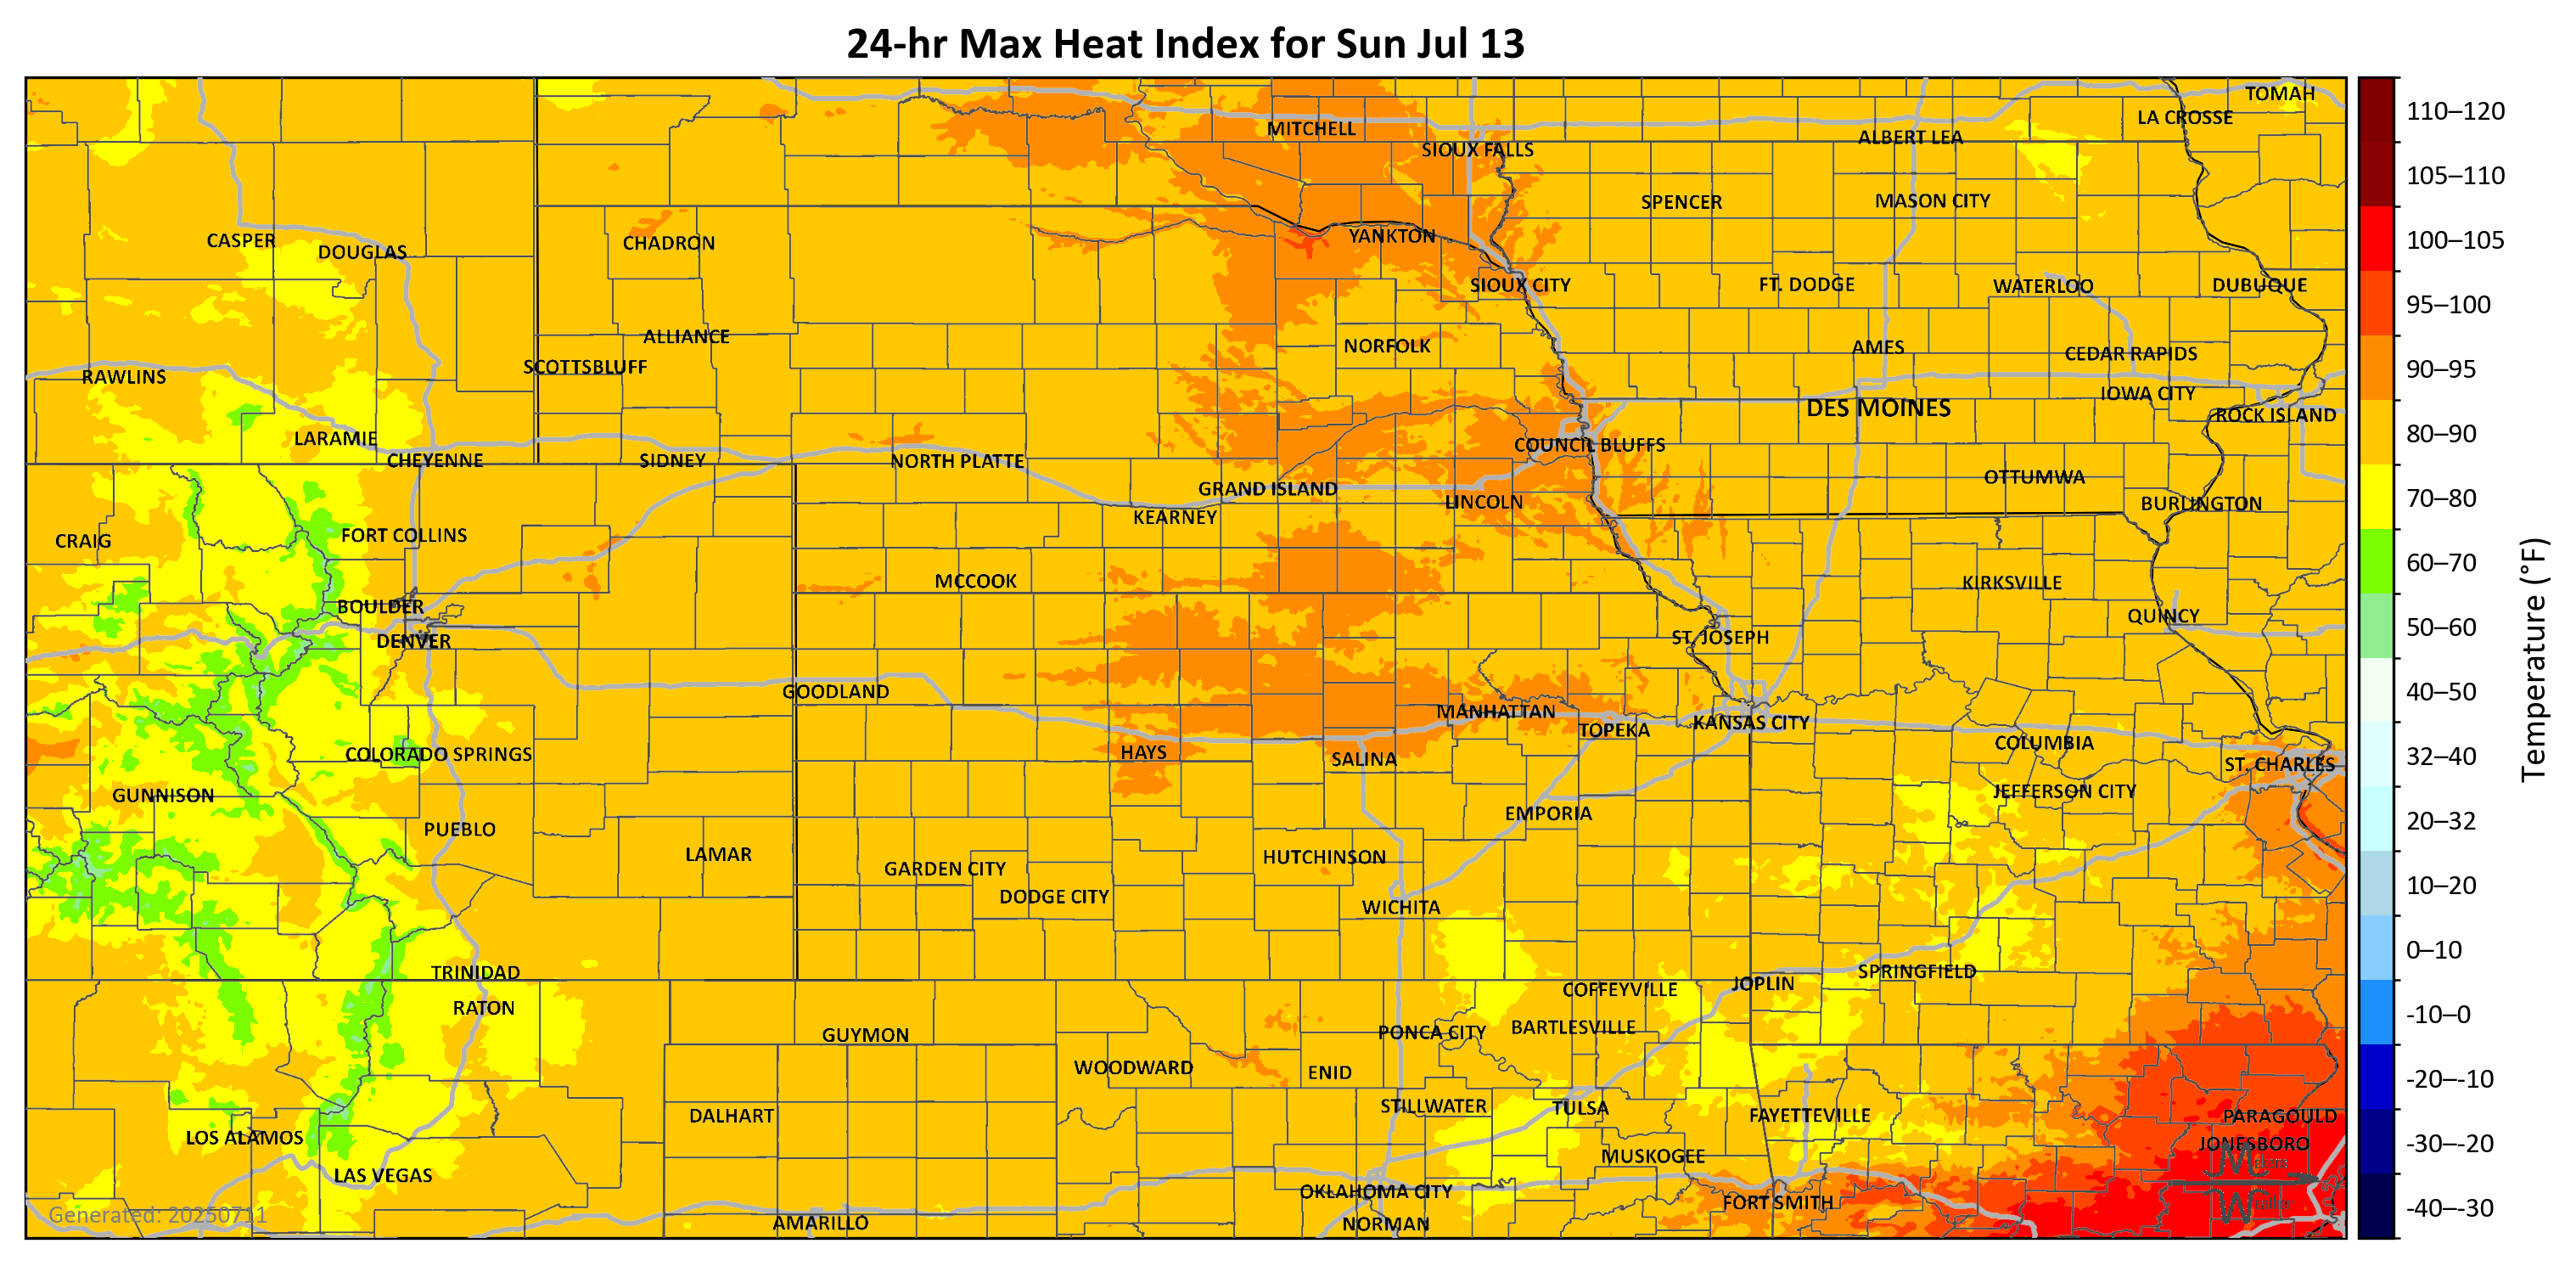 24-hr Max Heat Index for Sun Jul 13
TOMAH
LA CROSSE
MITCHELL
ALBERT LEA
SIOUX FALLS
SPENCER
MASON CITY
CASPER
DOUGLAS
CHADRON
YANKTON
SIOUX CITY
FT. DODGE
WATERLOO
DUBUQUE
ALLIANCE
NORFOLK
AMES
CEDAR RAPIDS
SCOTTSBLUFF
RAWLINS
IOWA CITY
DES MOINES
ROCK ISLAND
LARAMIE
COUNCIL BLUFFS
CHEYENNE
SIDNEY
NORTH PLATTE
OTTUMWA
GRAND ISLAND
LINCOLN
BURLINGTON
KEARNEY
CRAIG
FORT COLLINS
MCCOOK
KIRKSVILLE
BOULDER
QUINCY
DENVER
ST. JOSEPH
GOODLAND
MANHATTAN
TOPEKA
KANSAS CITY
COLUMBIA
COLORADO SPRINGS
HAYS
SALINA
ST. CHARLES
GUNNISON
JEFFERSON CITY
EMPORIA
PUEBLO
LAMAR
HUTCHINSON
GARDEN CITY
DODGE CITY
WICHITA
TRINIDAD
SPRINGFIELD
JOPLIN
COFFEYVILLE
RATON
GUYMON
PONCA CITY
BARTLESVILLE
WOODWARD
ENID
STILLWATER
TULSA
DALHART
FAYETTEVILLE
PARAGOULD
LOS ALAMOS
JONESBORO
MUSKOGEE
LAS VEGAS
OKLAHOMA CITY
FORT SMITH
AMARILLO
NORMAN
Generated: 20250711
110–120
105–110
100–105
95–100
90–95
80–90
70–80
60–70
50–60
40–50
32–40
20–32
10–20
0–10
-10–0
-20–-10
-30–-20
-40–-30
Temperature (°F)